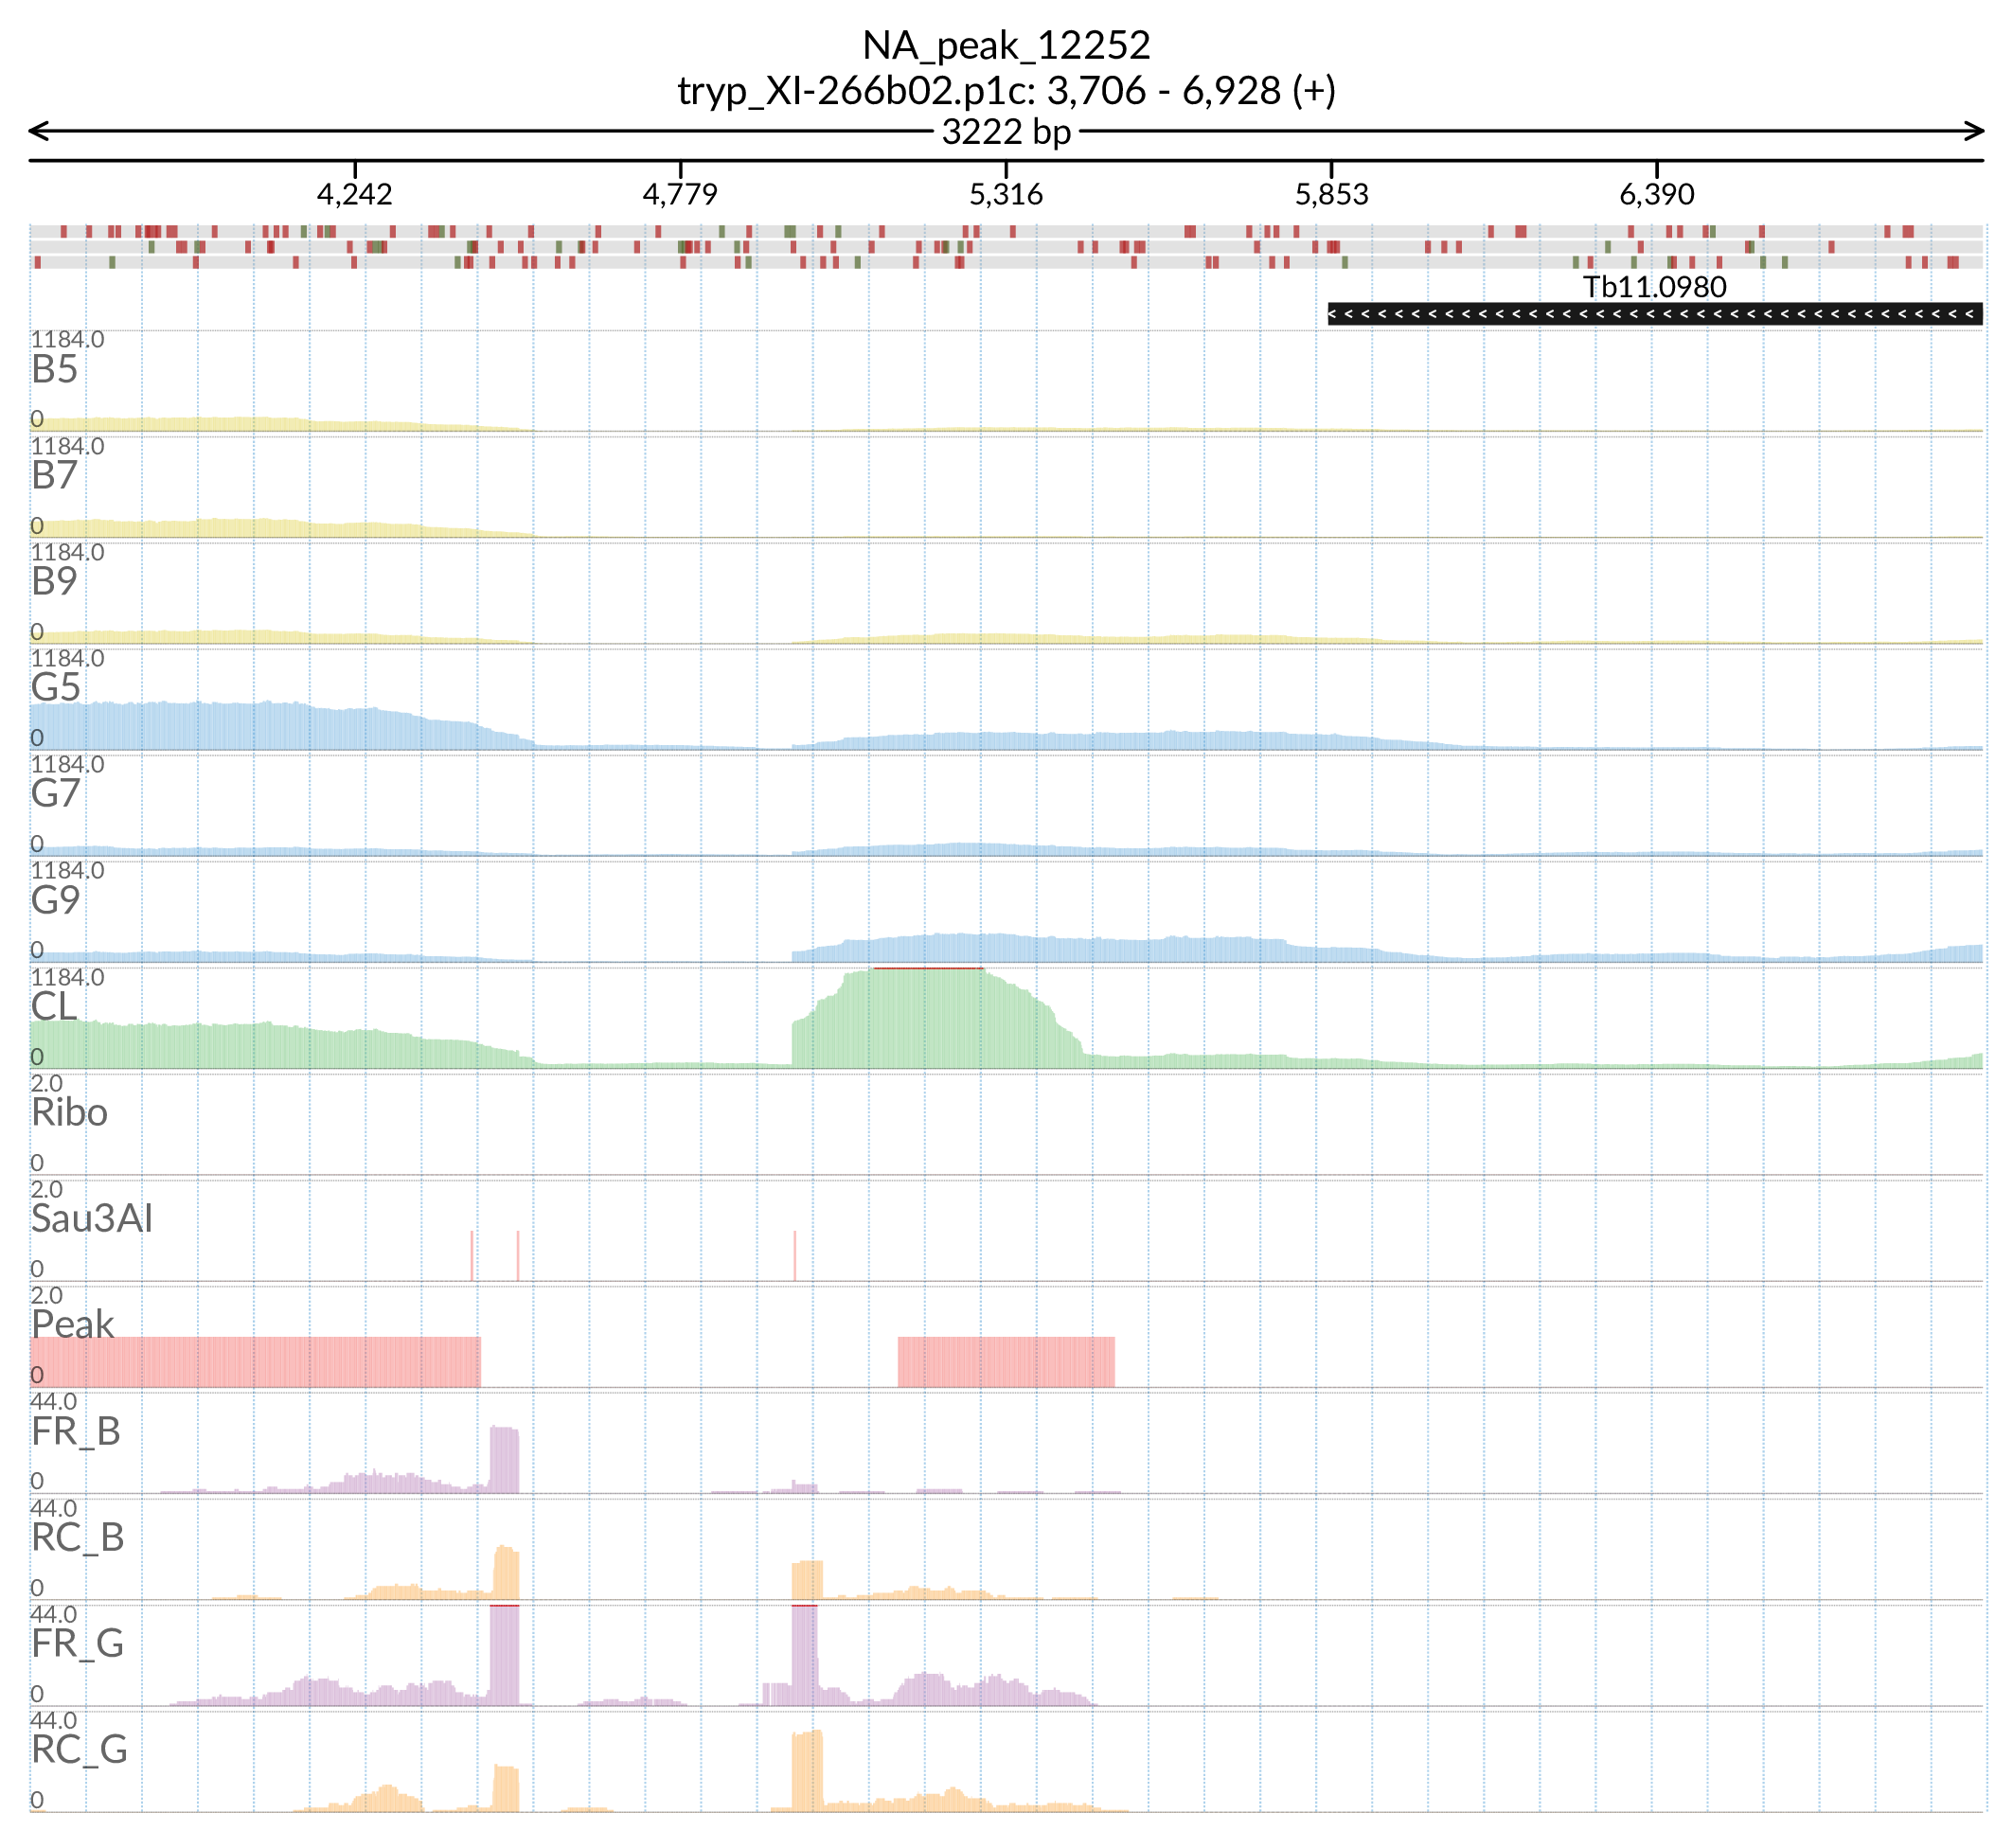 NA_peak_12252
tryp_XI-266b02.p1c: 3,706 - 6,928 (+)
3222 bp
4,242 4,779 5,316 5,853 6,390
Tb11.0980
1184.0
B5
0
1184.0
B7
0
1184.0
B9
0
1184.0
G5
0
1184.0
G7
0
1184.0
G9
0
1184.0
CL
0
2.0
Ribo
0
2.0
Sau3AI
0
2.0
Peak
0
44.0
FR_B
0
44.0
RC_B
0
44.0
FR_G
0
44.0
RC_G
0